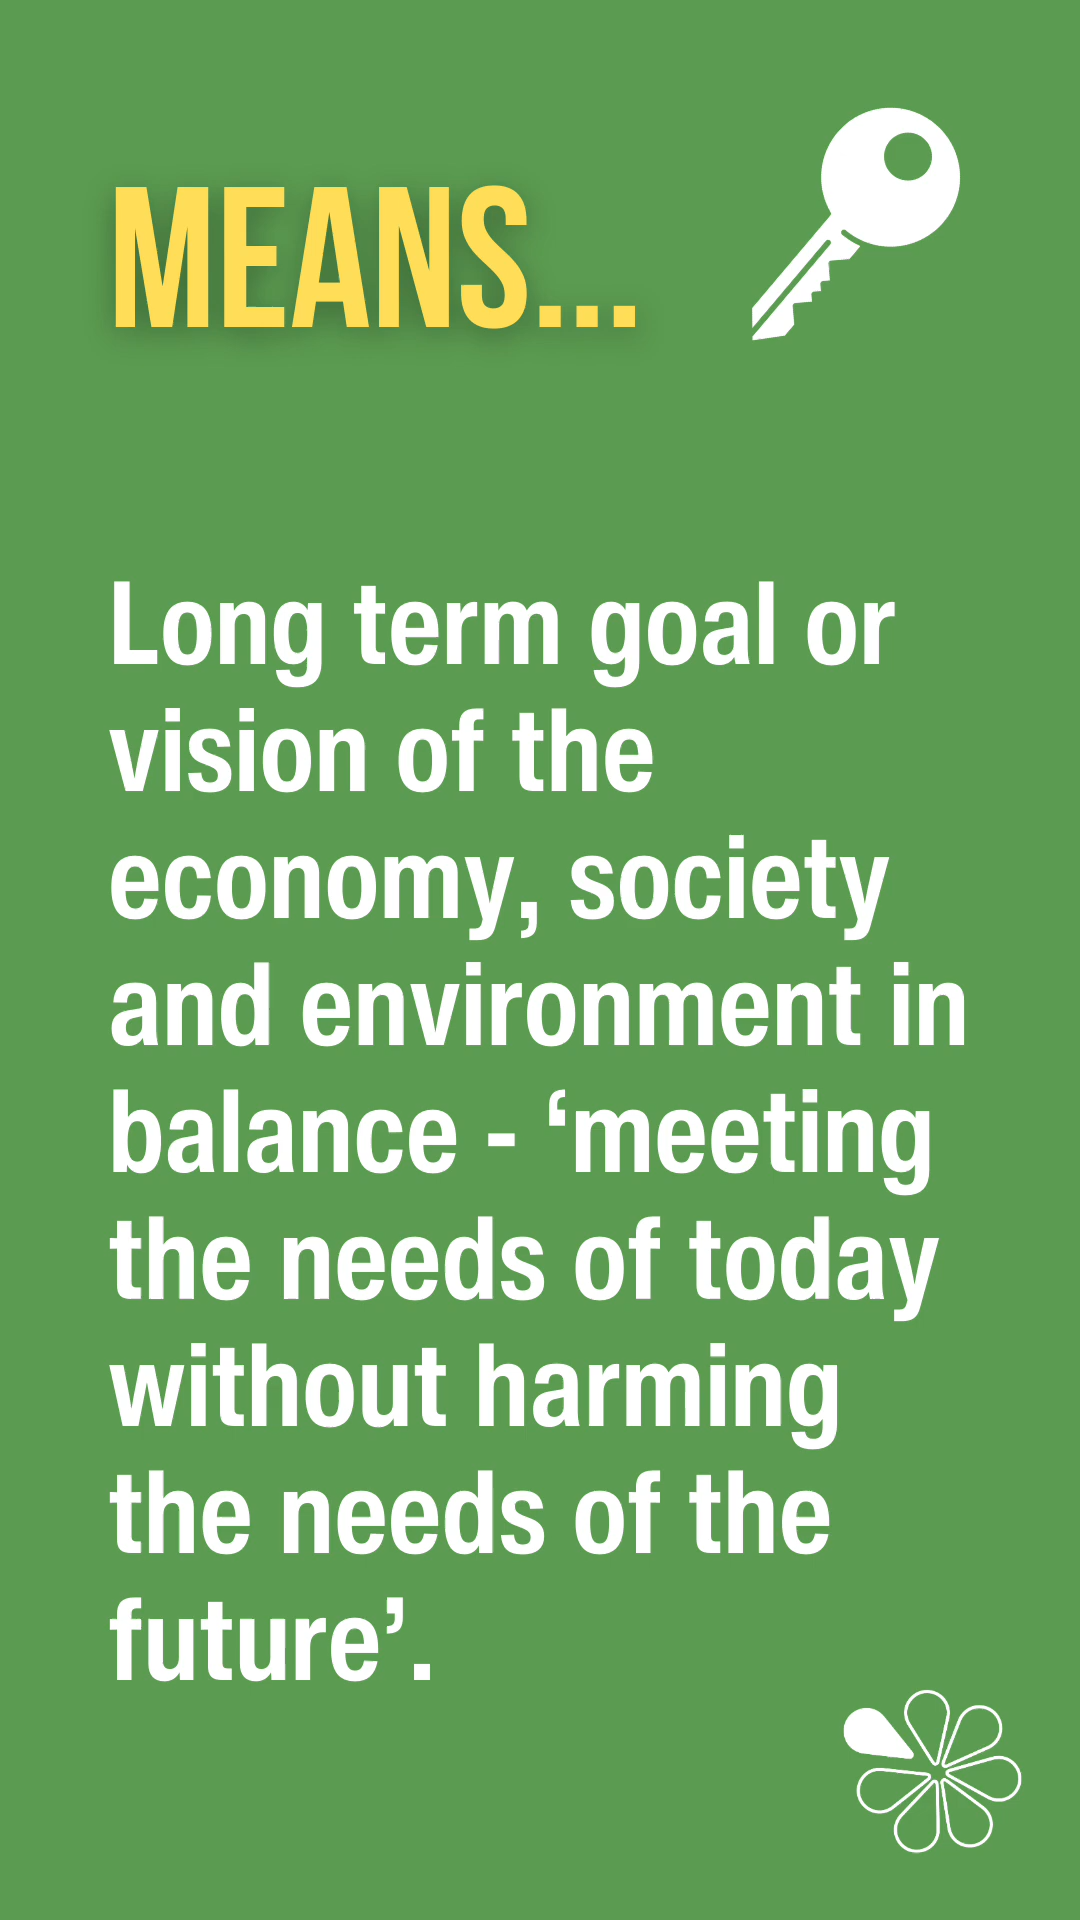 MEANS...
Long term goal or
vision of the
economy, society
and environment in
balance - ‘meeting
the needs of today
without harming
the needs of the
future’.